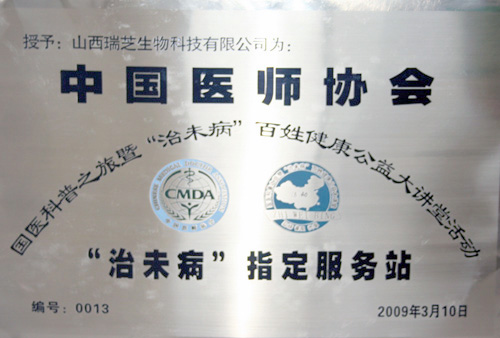 授予：山西瑞芝生物科技有限公司为：
中国医师协会
国医科普之旅暨“治未病”百姓健康公益大讲堂活动
CMDA
ZHI WEI BING
“治未病”指定服务站
编号：0013
2009年3月10日